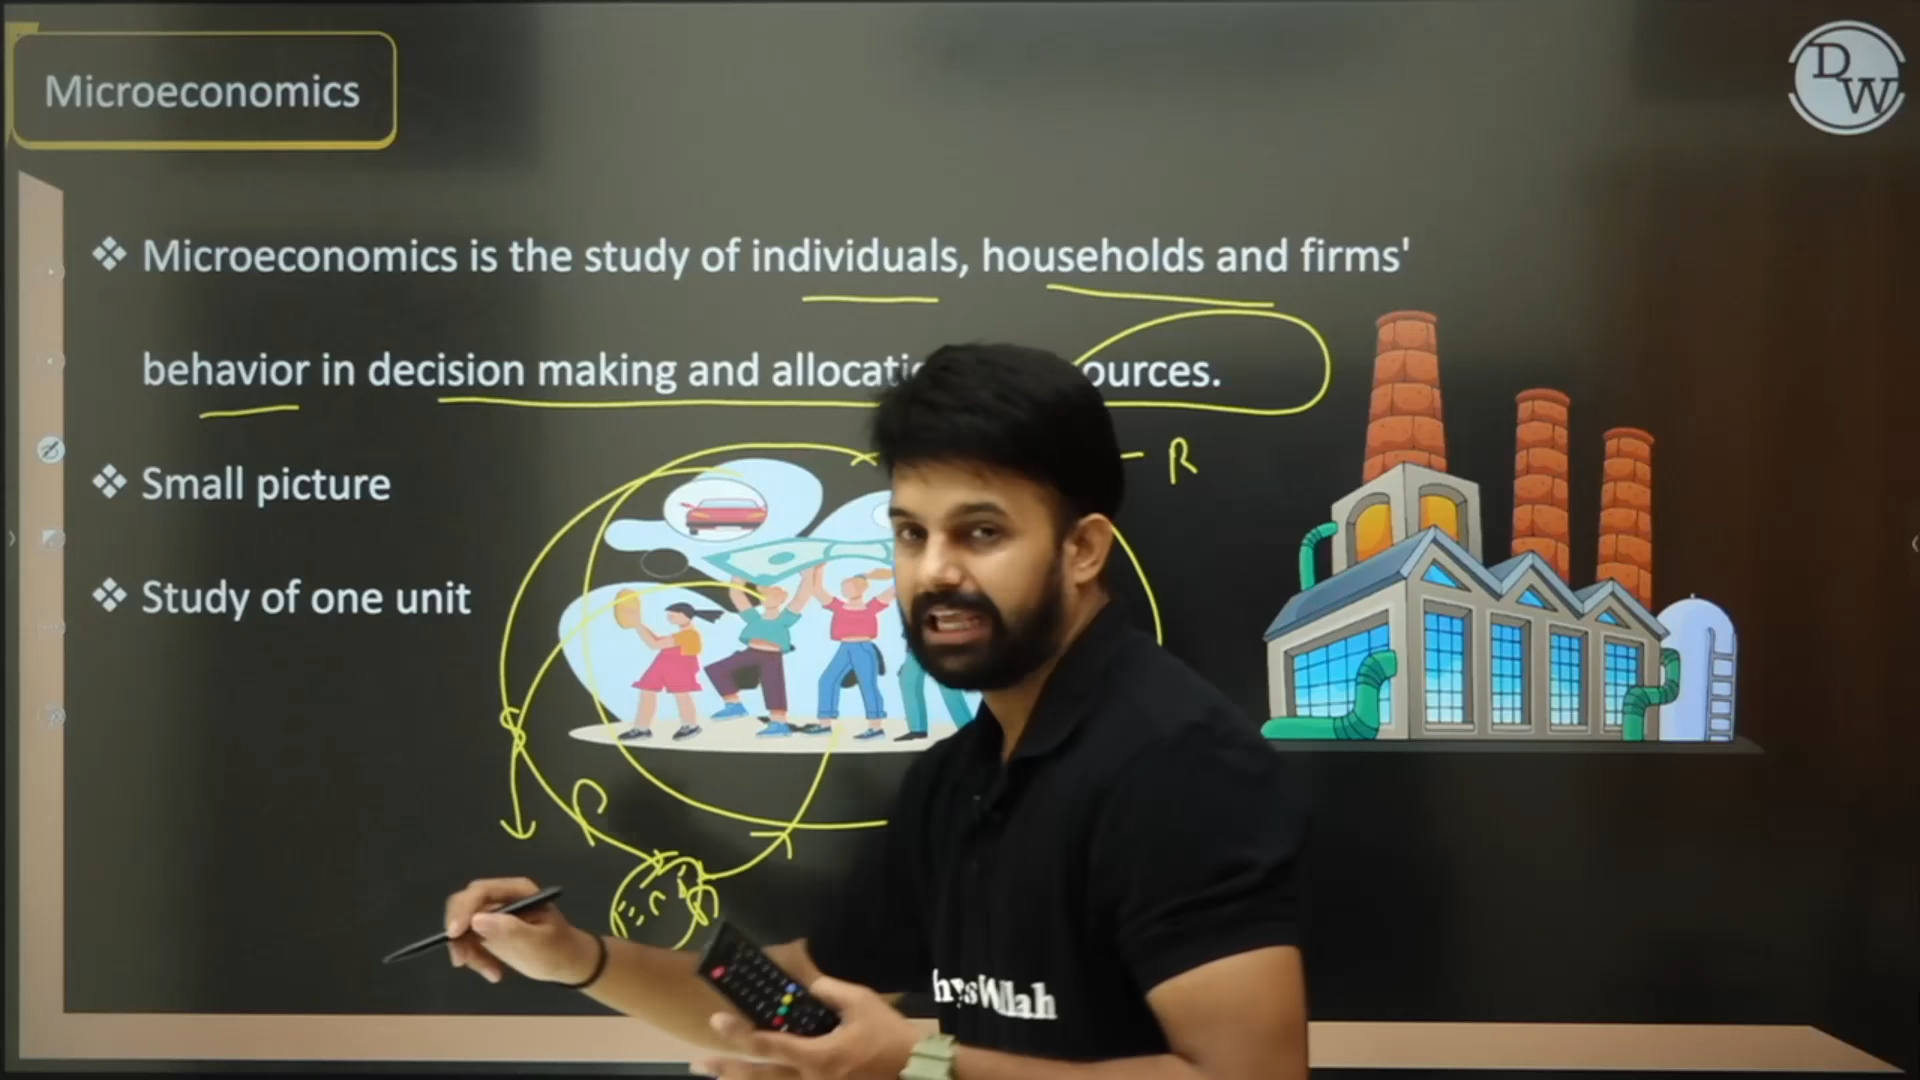 Microeconomics
DW
❖ Microeconomics is the study of individuals, households and firms'
behavior in decision making and allocati ources.
R
❖ Small picture
❖ Study of one unit
hysWallah